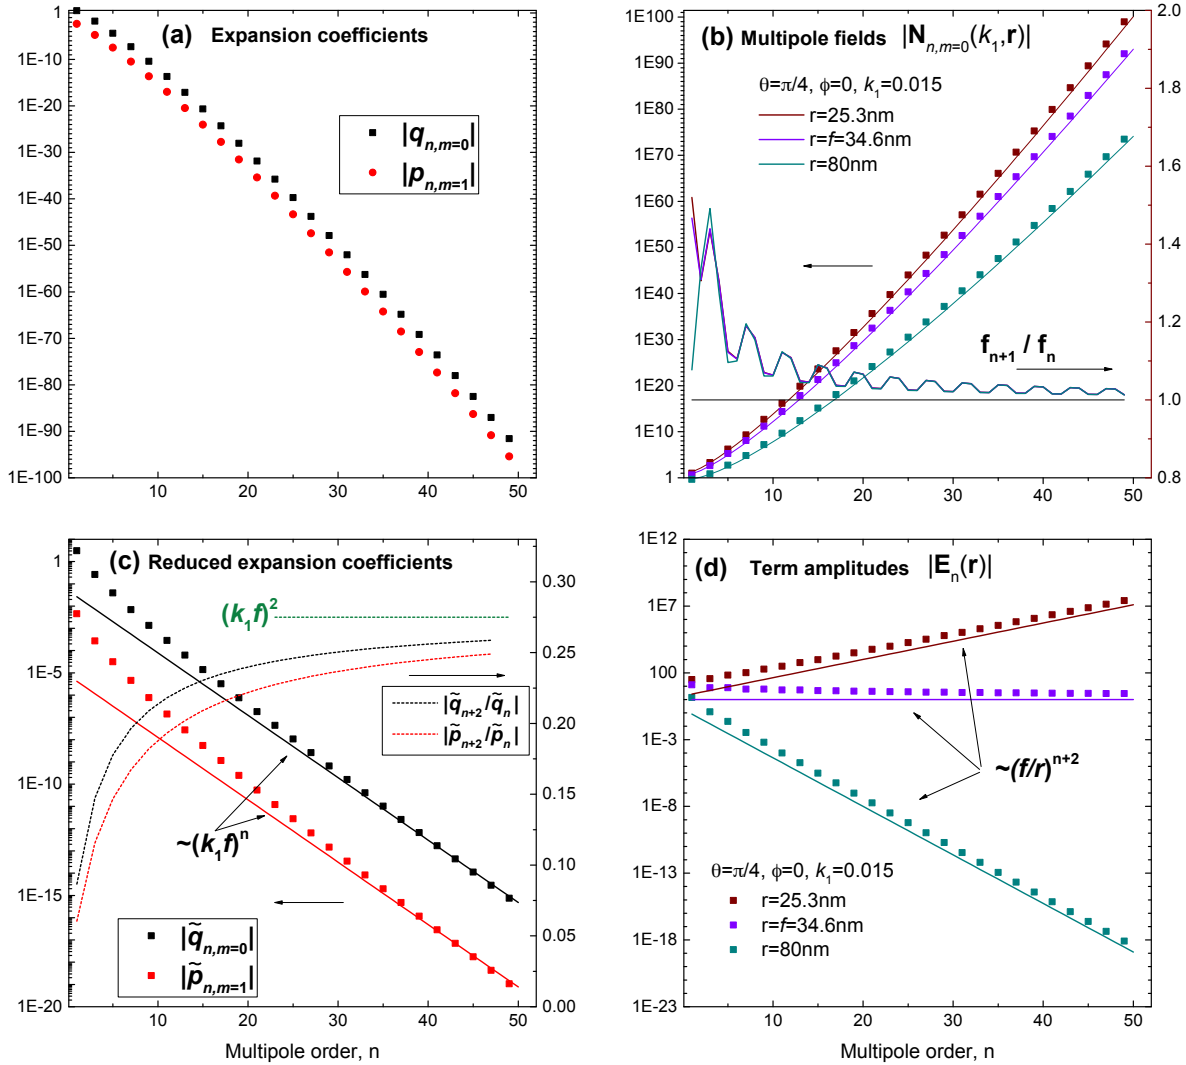 (a) Expansion coefficients
1
1E-10
1E-20
1E-30
1E-40
1E-50
1E-60
1E-70
1E-80
1E-90
1E-100
|q_{n,m=0}|
|p_{n,m=1}|
10 20 30 40 50
(b) Multipole fields |N_{n,m=0}(k_1,r)|
1E100
1E90
1E80
1E70
1E60
1E50
1E40
1E30
1E20
1E10
1
θ=π/4, ϕ=0, k_1=0.015
r=25.3nm
r=f=34.6nm
r=80nm
f_{n+1} / f_n
2.0
1.8
1.6
1.4
1.2
1.0
0.8
10 20 30 40 50
(c) Reduced expansion coefficients
1
1E-5
1E-10
1E-15
1E-20
(k_1f)^2
|q̃_{n+2}/q̃_n|
|p̃_{n+2}/p̃_n|
~(k_1f)^n
|q̃_{n,m=0}|
|p̃_{n,m=1}|
0.30
0.25
0.20
0.15
0.10
0.05
0.00
10 20 30 40 50
Multipole order, n
(d) Term amplitudes |E_n(r)|
1E12
1E7
100
1E-3
1E-8
1E-13
1E-18
1E-23
~(f/r)^{n+2}
θ=π/4, ϕ=0, k_1=0.015
r=25.3nm
r=f=34.6nm
r=80nm
10 20 30 40 50
Multipole order, n